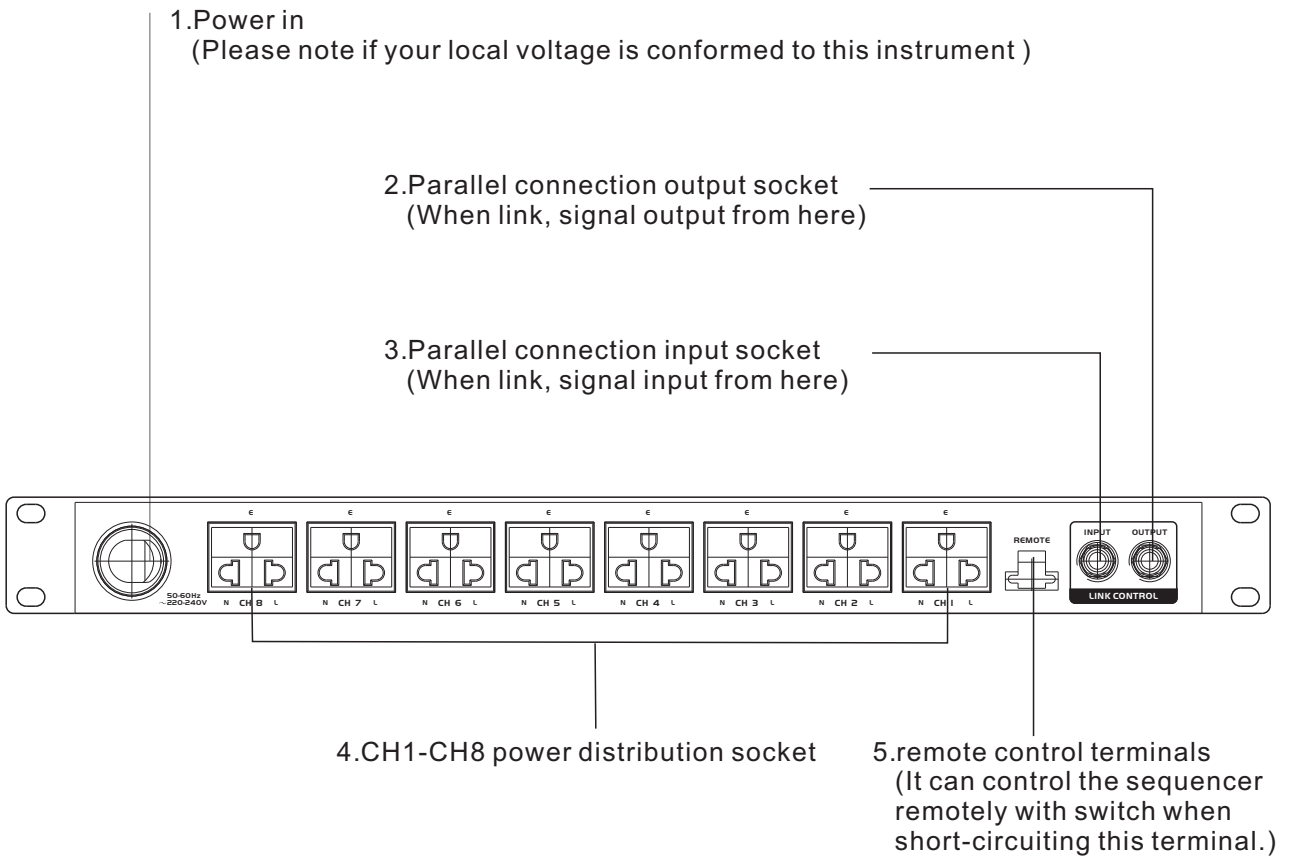 1.Power in
(Please note if your local voltage is conformed to this instrument )
2.Parallel connection output socket
(When link, signal output from here)
3.Parallel connection input socket
(When link, signal input from here)
50-60Hz
~220-240V
E
N CH 8 L
E
N CH 7 L
E
N CH 6 L
E
N CH 5 L
E
N CH 4 L
E
N CH 3 L
E
N CH 2 L
E
N CH 1 L
REMOTE
INPUT OUTPUT
LINK CONTROL
4.CH1-CH8 power distribution socket
5.remote control terminals
(It can control the sequencer
remotely with switch when
short-circuiting this terminal.)